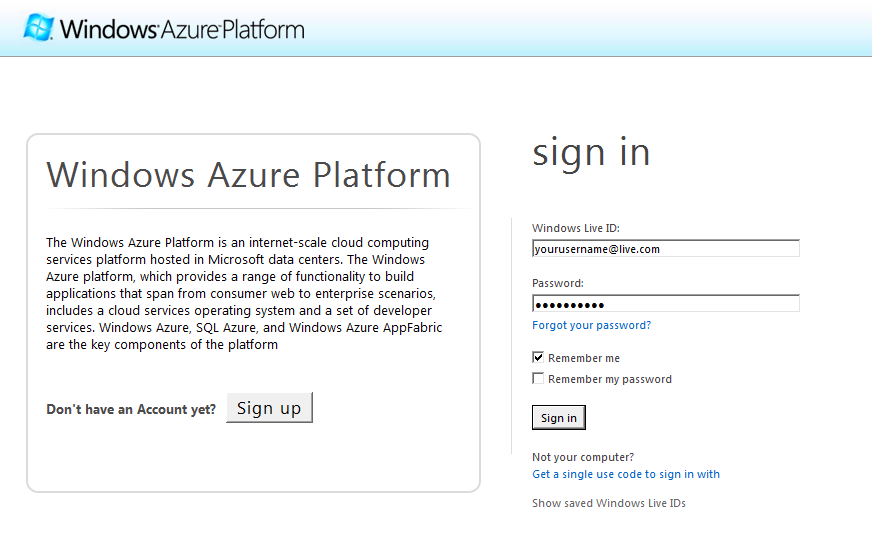 Windows Azure Platform
Windows Azure Platform
The Windows Azure Platform is an internet-scale cloud computing
services platform hosted in Microsoft data centers. The Windows
Azure platform, which provides a range of functionality to build
applications that span from consumer web to enterprise scenarios,
includes a cloud services operating system and a set of developer
services. Windows Azure, SQL Azure, and Windows Azure AppFabric
are the key components of the platform
Don't have an Account yet? Sign up
sign in
Windows Live ID:
yourusername@live.com
Password:
••••••••••
Forgot your password?
Remember me
Remember my password
Sign in
Not your computer?
Get a single use code to sign in with
Show saved Windows Live IDs